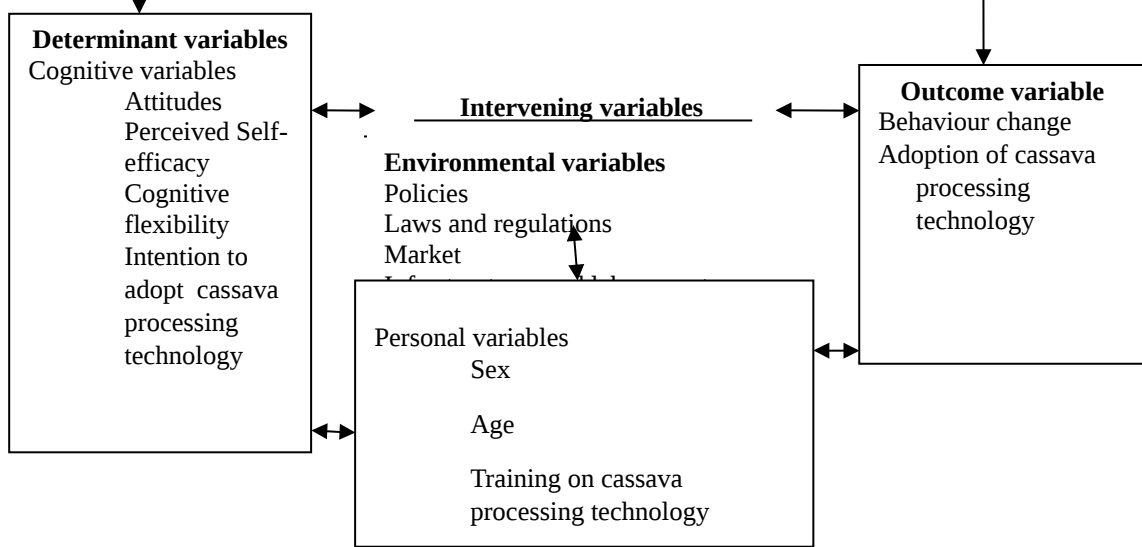 Determinant variables
Cognitive variables
Attitudes
Perceived Self-
efficacy
Cognitive
flexibility
Intention to
adopt cassava
processing
technology
Intervening variables
Environmental variables
Policies
Laws and regulations
Market
Personal variables
Sex
Age
Training on cassava
processing technology
Outcome variable
Behaviour change
Adoption of cassava
processing
technology